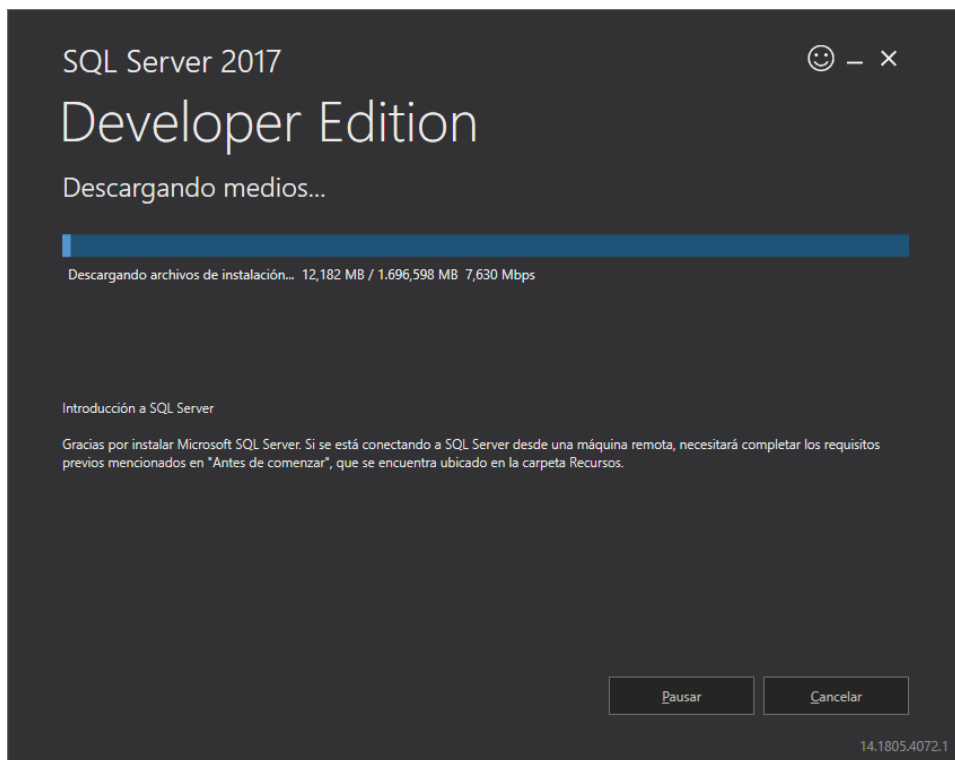 SQL Server 2017
Developer Edition
Descargando medios...
Descargando archivos de instalación... 12,182 MB / 1.696,598 MB 7,630 Mbps
Introducción a SQL Server
Gracias por instalar Microsoft SQL Server. Si se está conectando a SQL Server desde una máquina remota, necesitará completar los requisitos
previos mencionados en "Antes de comenzar", que se encuentra ubicado en la carpeta Recursos.
Pausar
Cancelar
14.1805.4072.1